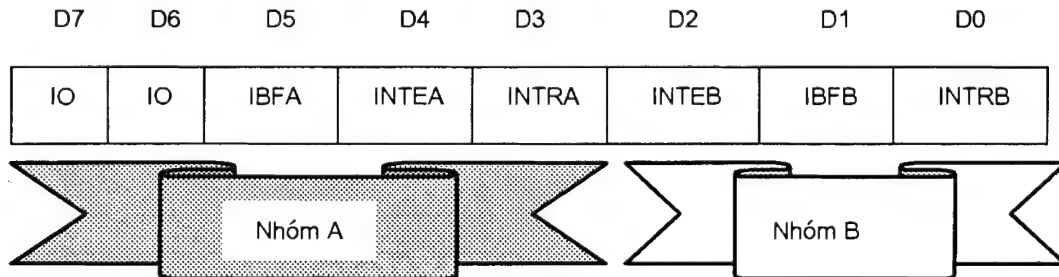 D7 D6 D5 D4 D3 D2 D1 D0
IO IO IBFA INTEA INTRA INTEB IBFB INTRB
Nhóm A Nhóm B